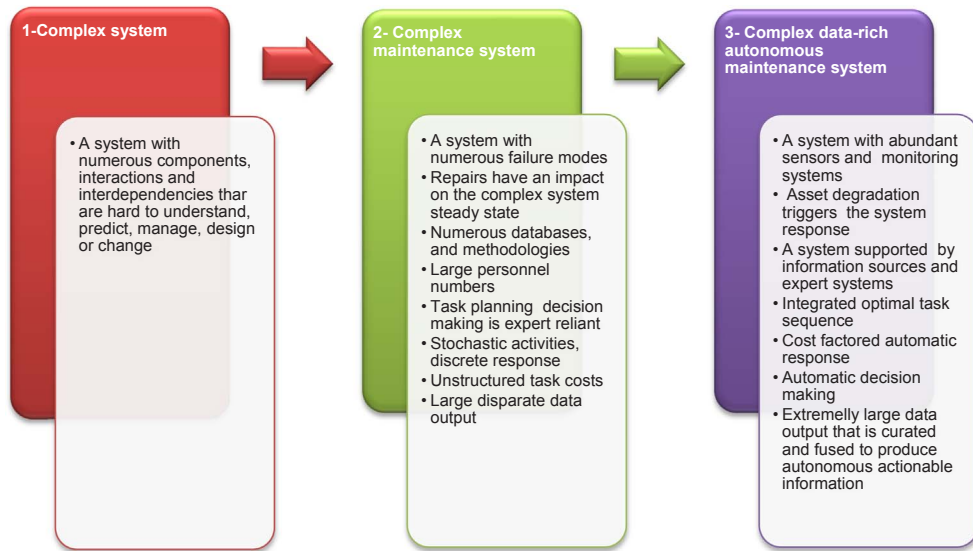 1-Complex system
• A system with
numerous components,
interactions and
interdependencies thar
are hard to understand,
predict, manage, design
or change
2- Complex
maintenance system
• A system with
numerous failure modes
• Repairs have an impact
on the complex system
steady state
• Numerous databases,
and methodologies
• Large personnel
numbers
• Task planning decision
making is expert reliant
• Stochastic activities,
discrete response
• Unstructured task costs
• Large disparate data
output
3- Complex data-rich
autonomous
maintenance system
• A system with abundant
sensors and monitoring
systems
• Asset degradation
triggers the system
response
• A system supported by
information sources and
expert systems
• Integrated optimal task
sequence
• Cost factored automatic
response
• Automatic decision
making
• Extremelly large data
output that is curated
and fused to produce
autonomous actionable
information